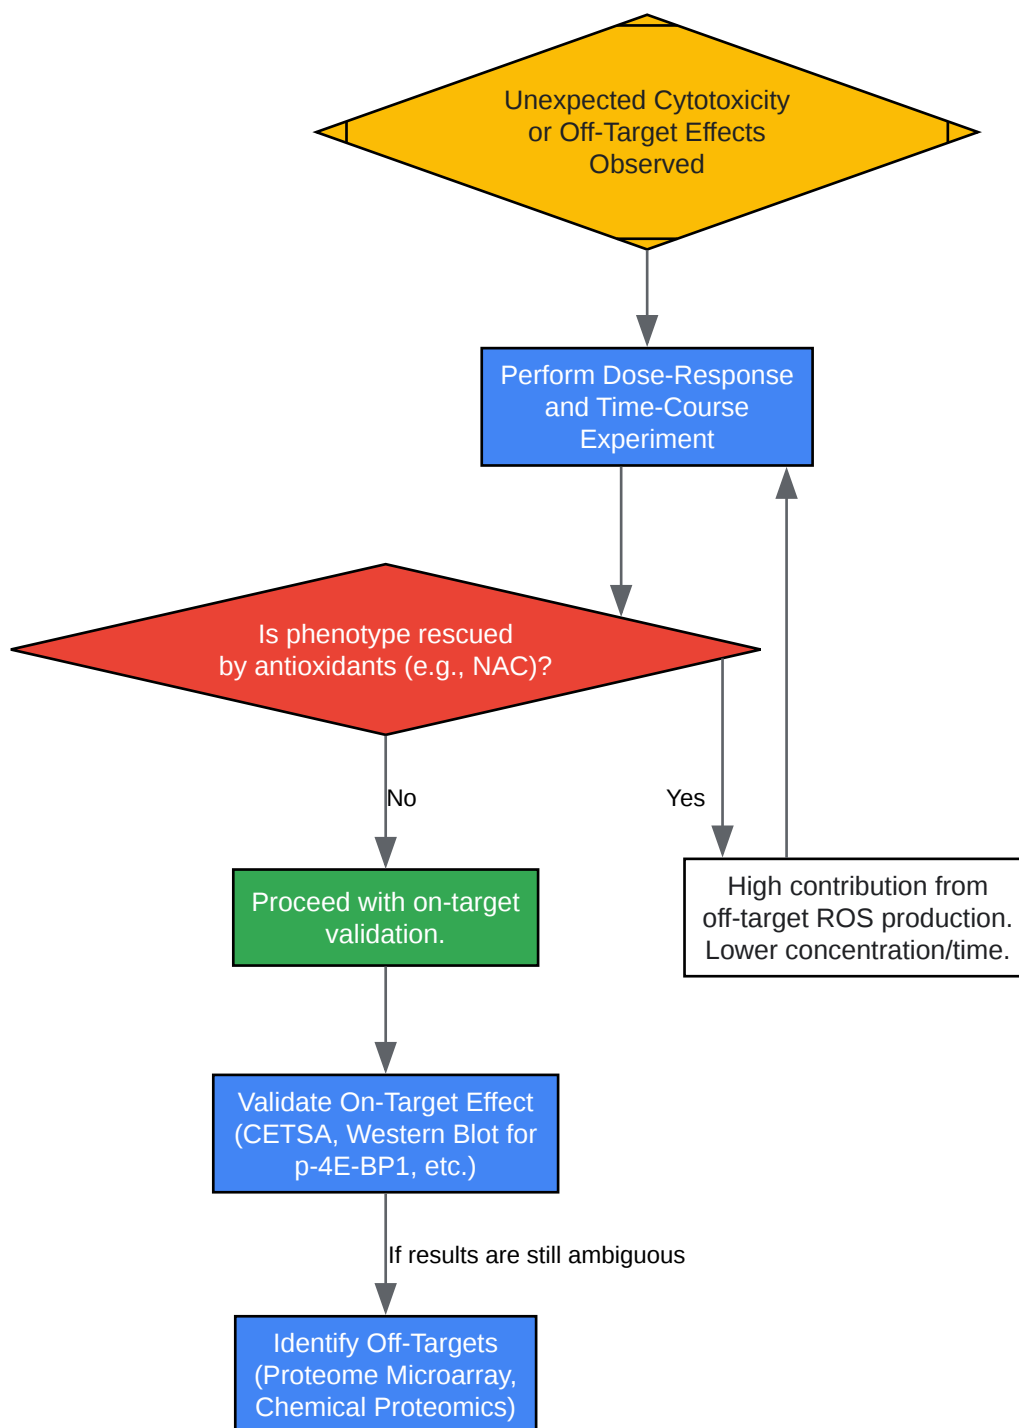 Unexpected Cytotoxicity
or Off-Target Effects
Observed
Perform Dose-Response
and Time-Course
Experiment
Is phenotype rescued
by antioxidants (e.g., NAC)?
No
Yes
Proceed with on-target
validation.
High contribution from
off-target ROS production.
Lower concentration/time.
Validate On-Target Effect
(CETSA, Western Blot for
p-4E-BP1, etc.)
If results are still ambiguous
Identify Off-Targets
(Proteome Microarray,
Chemical Proteomics)